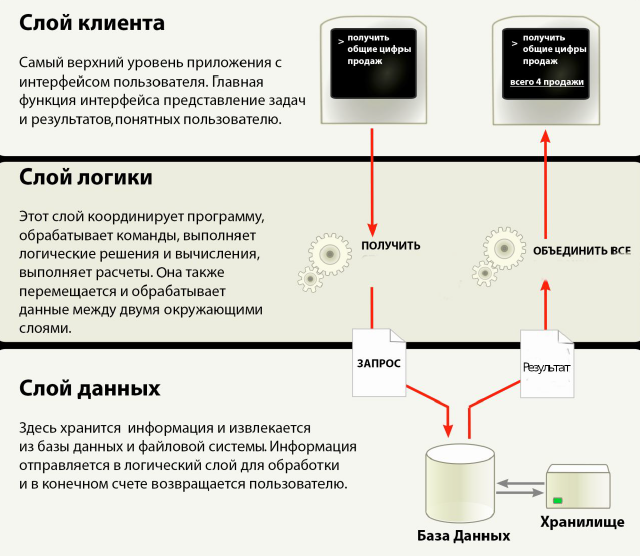 Слой клиента
Самый верхний уровень приложения с
интерфейсом пользователя. Главная
функция интерфейса представление задач
и результатов,понятных пользователю.
> получить
общие цифры
продаж
> получить
общие цифры
продаж
всего 4 продажи
Слой логики
Этот слой координирует программу,
обрабатывает команды, выполняет
логические решения и вычисления,
выполняет расчеты. Она также
перемещается и обрабатывает
данные между двумя окружающими
слоями.
ПОЛУЧИТЬ
ОБЪЕДИНИТЬ ВСЕ
ЗАПРОС
Результат
Слой данных
Здесь хранится информация и извлекается
из базы данных и файловой системы. Информация
отправляется в логический слой для обработки
и в конечном счете возвращается пользователю.
База Данных
Хранилище